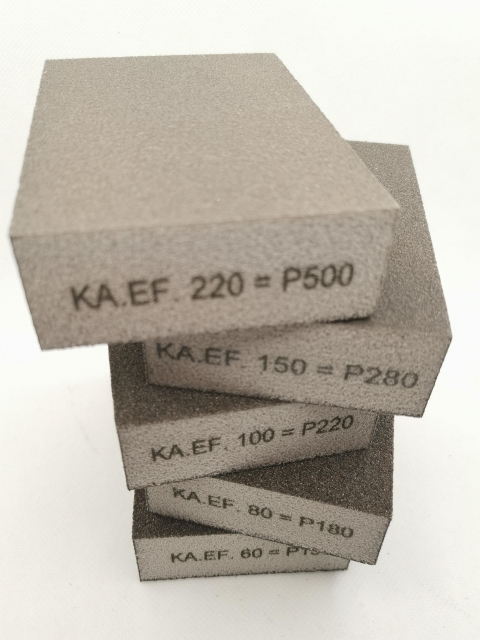 KA.EF. 220 = P500
KA.EF. 150 = P280
KA.EF. 100 = P220
KA.EF. 80 = P180
KA.EF. 60 =